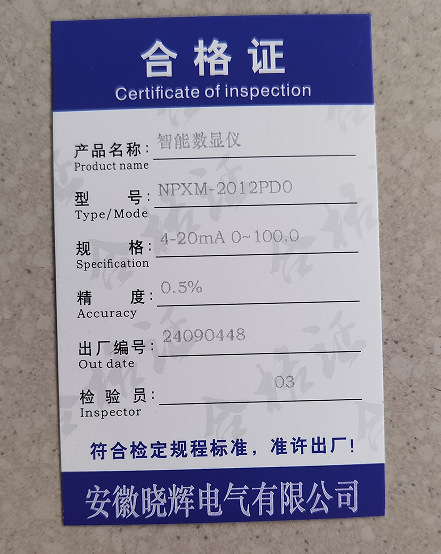 合格证
Certificate of inspection
产品名称: 智能数显仪
Product name
型 号: NPXM-2012PD0
Type/Mode
规 格: 4-20mA 0~100.0
Specification
精 度: 0.5%
Accuracy
出厂编号: 24090448
Out date
检 验 员: 03
Inspector
符合检定规程标准，准许出厂!
安徽晓辉电气有限公司